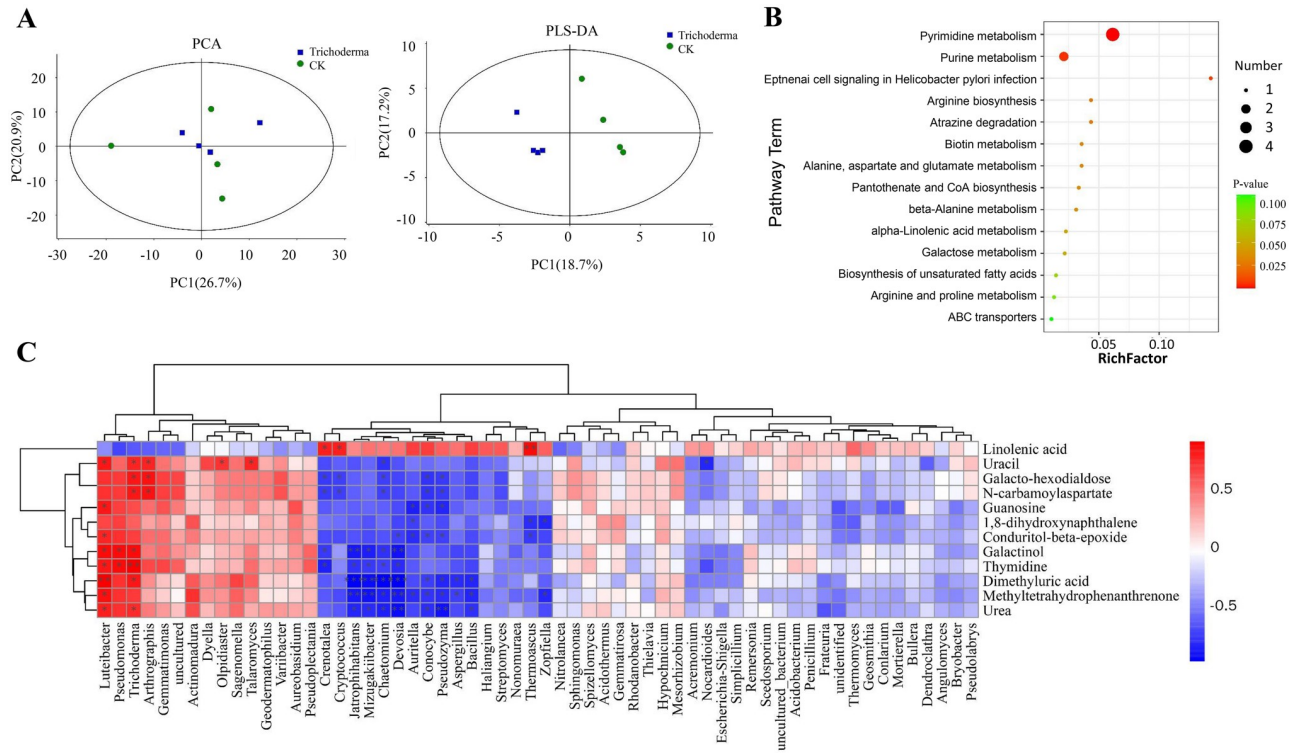 A
PCA
Trichoderma
CK
20
10
0
-10
-20
-30
-20
-10
0
10
20
30
PC2(20.9%)
PC1(26.7%)
PLS-DA
Trichoderma
CK
10
5
0
-5
-10
-10
-5
0
5
10
PC2(17.2%)
PC1(18.7%)
B
Pathway Term
Pyrimidine metabolism
Purine metabolism
Eptnenai cell signaling in Helicobacter pylori infection
Arginine biosynthesis
Atrazine degradation
Biotin metabolism
Alanine, aspartate and glutamate metabolism
Pantothenate and CoA biosynthesis
beta-Alanine metabolism
alpha-Linolenic acid metabolism
Galactose metabolism
Biosynthesis of unsaturated fatty acids
Arginine and proline metabolism
ABC transporters
0.05
0.10
RichFactor
Number
1
2
3
4
P-value
0.100
0.075
0.050
0.025
C
Linolenic acid
Uracil
Galacto-hexodialdose
N-carbamoylaspartate
Guanosine
1,8-dihydroxynaphthalene
Conduritol-beta-epoxide
Galactinol
Thymidine
Dimethyluric acid
Methyltetrahydrophenanthrenone
Urea
0.5
0
-0.5
Luteibacter
Pseudomonas
Trichoderma
Arthrographis
Gemmatimonas
uncultured
Actinomadura
Dyella
Olpidiaster
Sagenomella
Talaromyces
Geodermatophilus
Variibacter
Aureobasidium
Pseudoplectania
Crenotalea
Cryptococcus
Jatrophihabitans
Mizugakiibacter
Chaetomium
Devosia
Auritella
Conocybe
Pseudozyma
Aspergillus
Bacillus
Haliangium
Streptomyces
Nonomuraea
Thermoascus
Zopfiella
Nitrolancea
Sphingomonas
Spizellomyces
Acidothermus
Gemmatirosa
Rhodanobacter
Thielavia
Hypochnicium
Mesorhizobium
Acremonium
Nocardioides
Escherichia-Shigella
Simplicillium
Remersonia
Scedosporium
uncultured_bacterium
Acidobacterium
Penicillium
Frateuria
unidentified
Thermomyces
Geosmithia
Conlarium
Mortierella
Bullera
Dendroclathra
Angulomyces
Bryobacter
Pseudolabrys